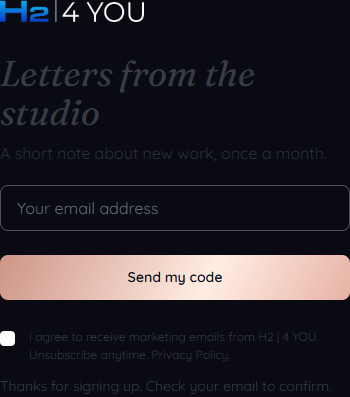 H2 | 4 YOU
Letters from the
studio
A short note about new work, once a month.
Your email address
Send my code
I agree to receive marketing emails from H2 | 4 YOU.
Unsubscribe anytime. Privacy Policy.
Thanks for signing up. Check your email to confirm.